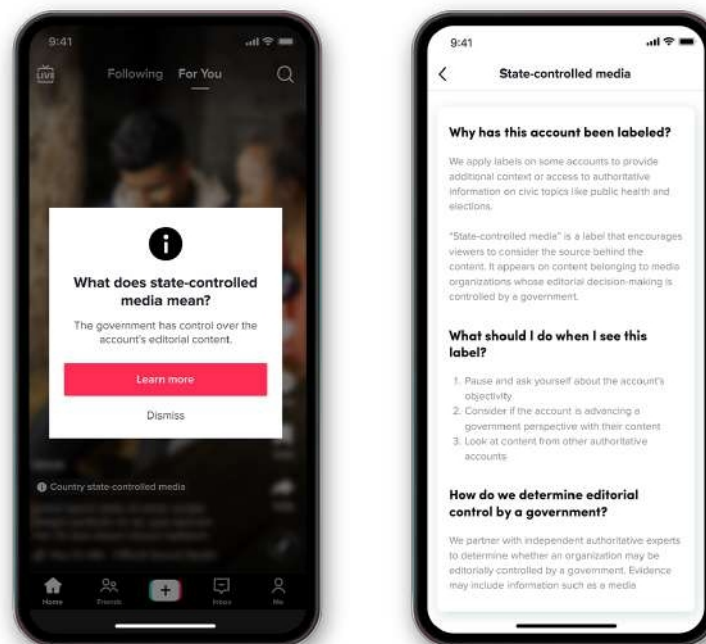 9:41
LIVE
Following For You
What does state-controlled
media mean?
The government has control over the
account's editorial content.
Learn more
Dismiss
Country state-controlled media
Home Friends Inbox Me
9:41
State-controlled media
Why has this account been labeled?
We apply labels on some accounts to provide
additional context or access to authoritative
information on civic topics like public health and
elections.
"State-controlled media" is a label that encourages
viewers to consider the source behind the
content. It appears on content belonging to media
organizations whose editorial decision-making is
controlled by a government.
What should I do when I see this
label?
1. Pause and ask yourself about the account's
objectivity
2. Consider if the account is advancing a
government perspective with their content
3. Look at content from other authoritative
accounts
How do we determine editorial
control by a government?
We partner with independent authoritative experts
to determine whether an organization may be
editorially controlled by a government. Evidence
may include information such as a media